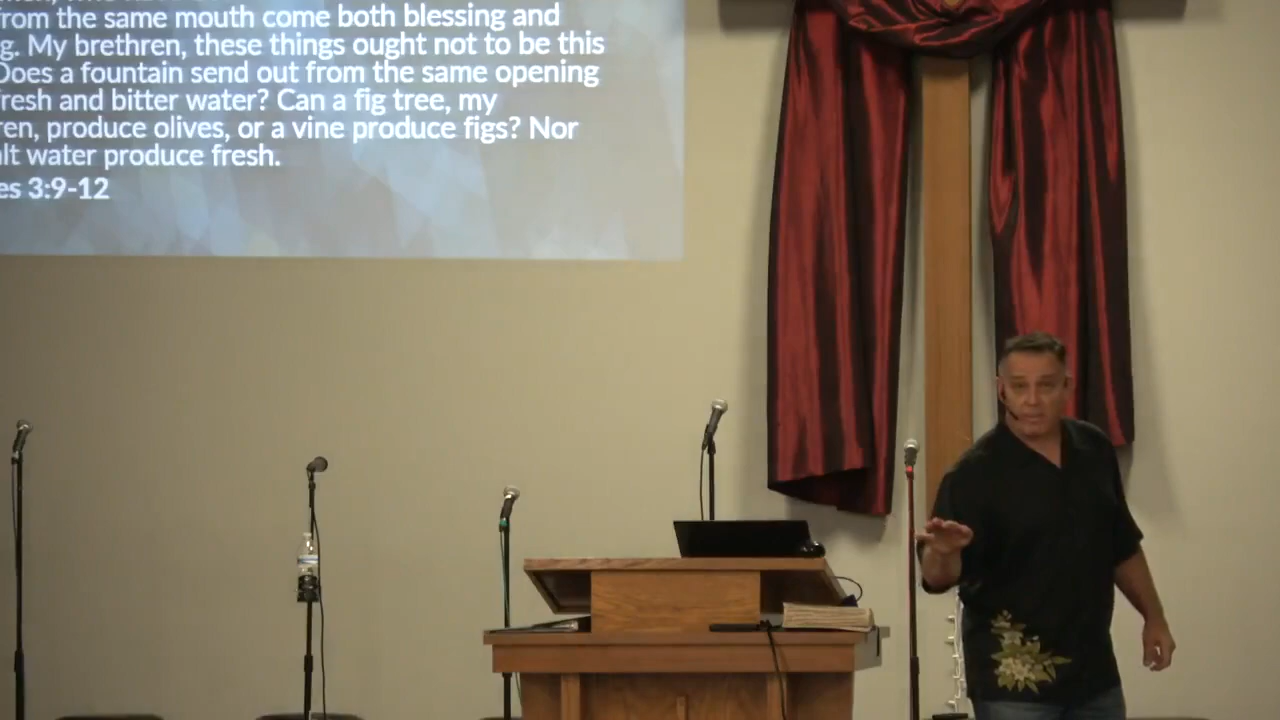 from the same mouth come both blessing and
g. My brethren, these things ought not to be this
Does a fountain send out from the same opening
resh and bitter water? Can a fig tree, my
ren, produce olives, or a vine produce figs? Nor
lt water produce fresh.
es 3:9-12